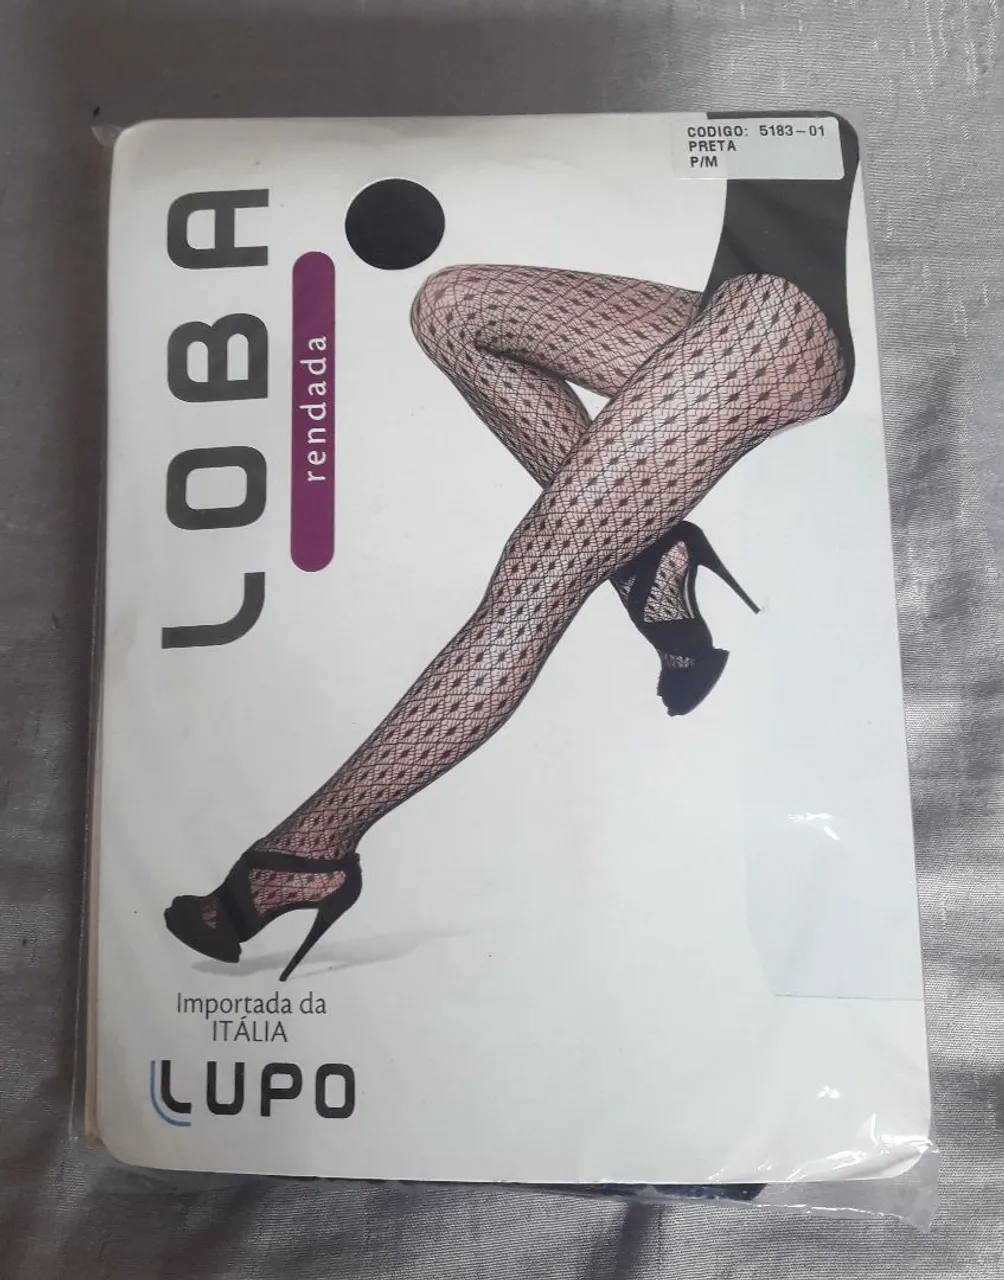 CODIGO: 5183-01
PRETA
P/M
LOBA
rendada
Importada da
ITÁLIA
LUPO